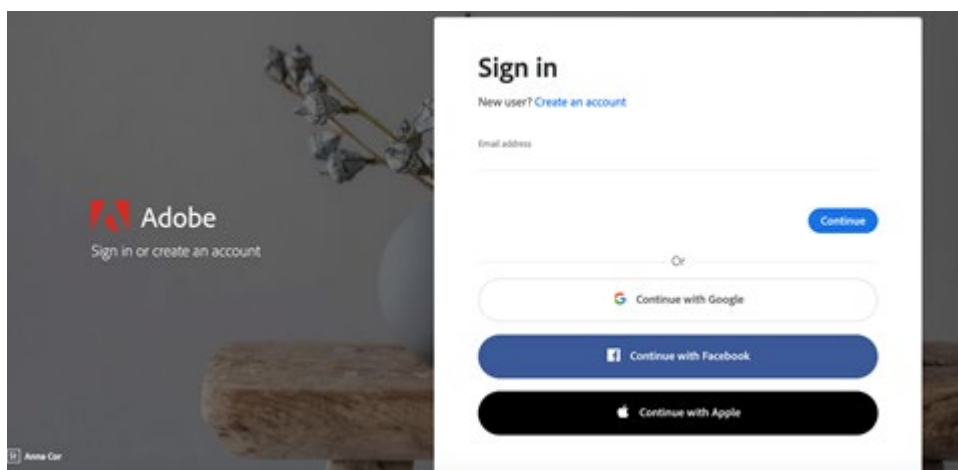 Sign in
New user? Create an account
Email address
Adobe
Continue
Sign in or create an account
Or
Continue with Google
Continue with Facebook
Continue with Apple
St Anna Cor